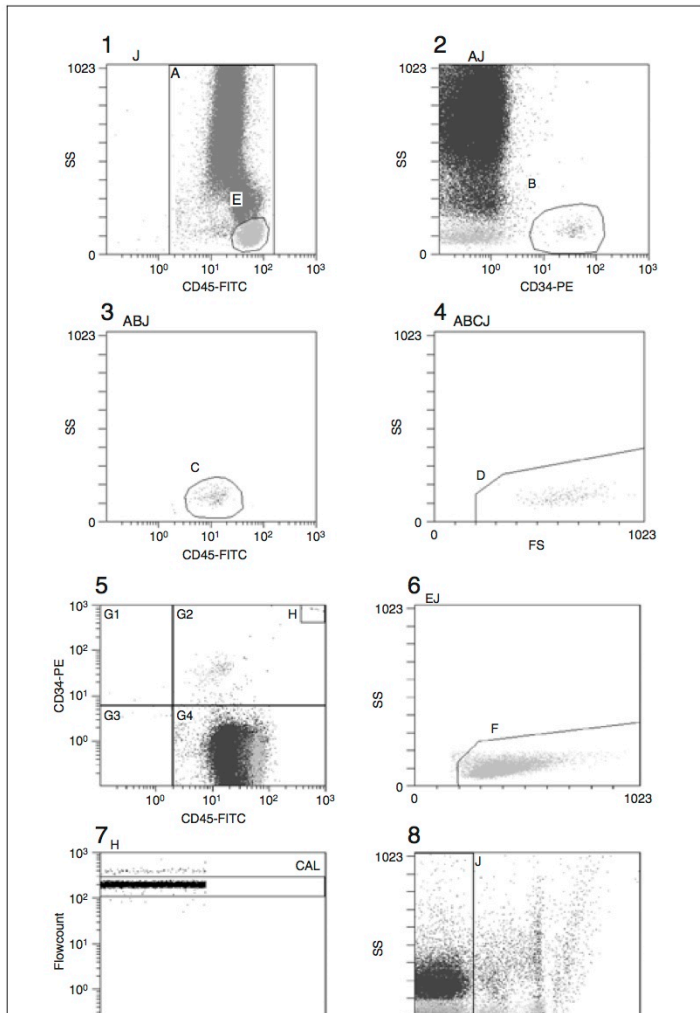 1
J
A
E
1023
SS
0
10⁰ 10¹ 10² 10³
CD45-FITC
2
AJ
B
1023
SS
0
10⁰ 10¹ 10² 10³
CD34-PE
3
ABJ
C
1023
SS
0
10⁰ 10¹ 10² 10³
CD45-FITC
4
ABCJ
D
1023
SS
0
0 1023
FS
5
G1 G2 H
G3 G4
10³
10²
10¹
10⁰
CD34-PE
10⁰ 10¹ 10² 10³
CD45-FITC
6
EJ
F
1023
SS
0
0 1023
7
H
CAL
10³
10²
10¹
10⁰
Flowcount
8
J
1023
SS